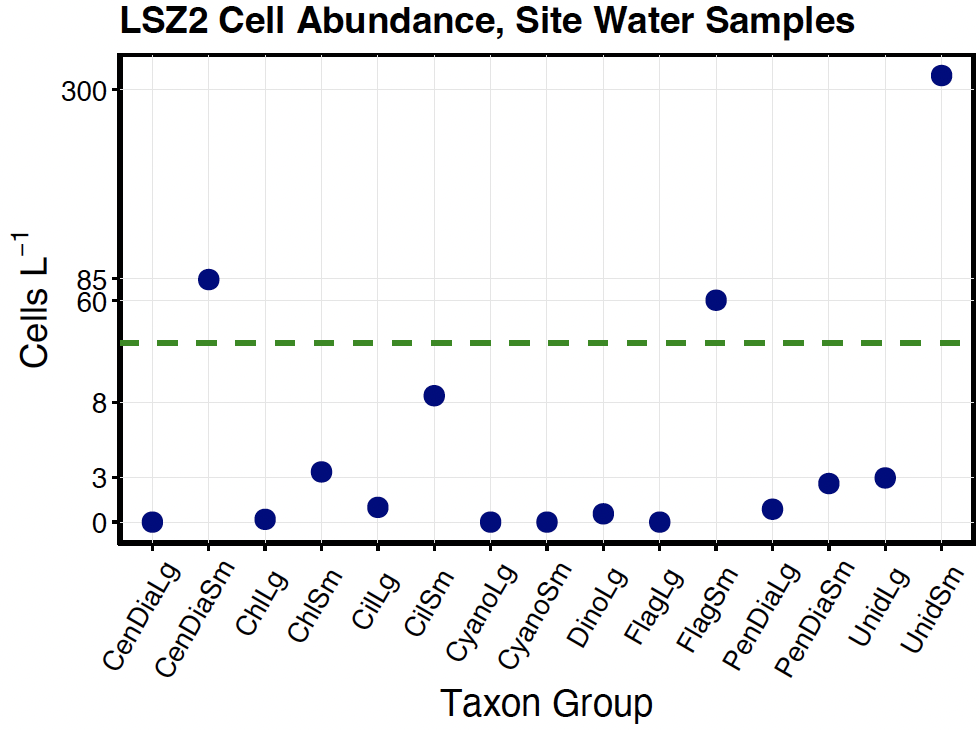 LSZ2 Cell Abundance, Site Water Samples
Cells L⁻¹
300
85
60
8
3
0
CenDiaLg
CenDiaSm
ChlLg
ChlSm
CilLg
CilSm
CyanoLg
CyanoSm
DinoLg
FlagLg
FlagSm
PenDiaLg
PenDiaSm
UnidLg
UnidSm
Taxon Group